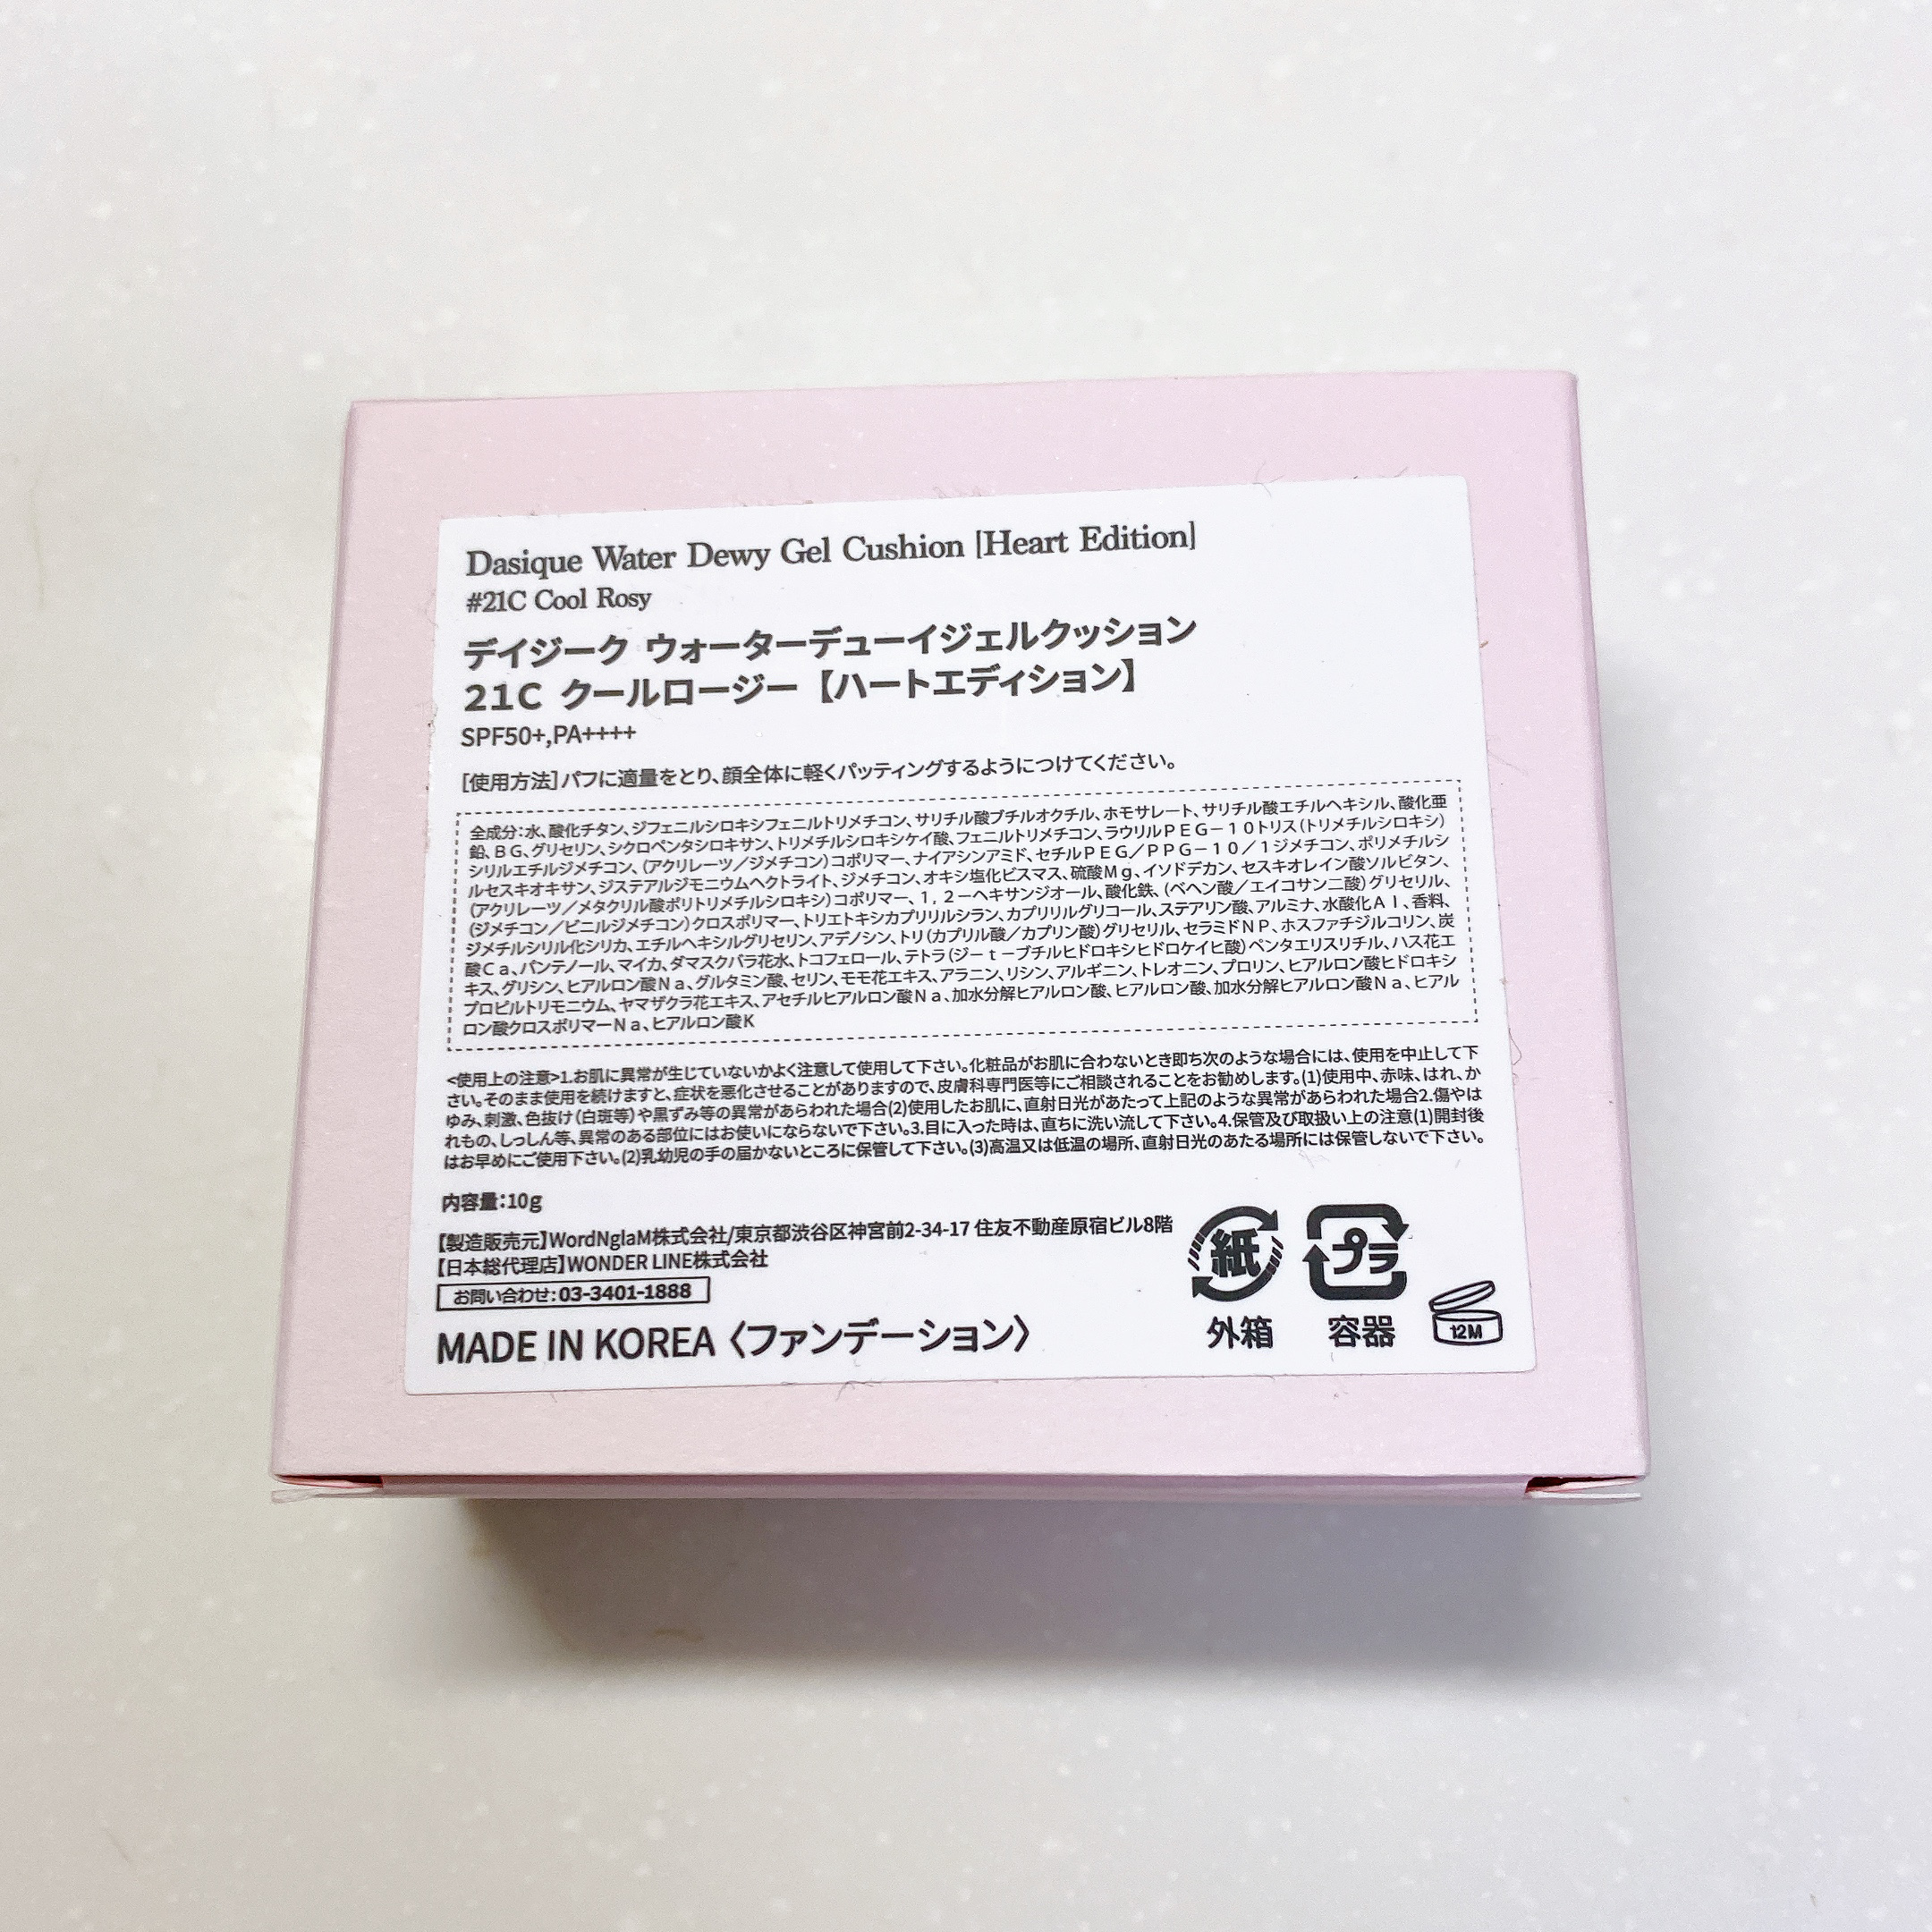 Dasique Water Dewy Gel Cushion [Heart Edition]
#21C Cool Rosy
デイジーク ウォーターデューイジェルクッション
21C クールロージー【ハートエディション】
SPF50+,PA++++
[使用方法]パフに適量をとり、顔全体に軽くパッティングするようにつけてください。
全成分:水、酸化チタン、ジフェニルシロキシフェニルトリメチコン、サリチル酸ブチルオクチル、ホモサレート、サリチル酸エチルヘキシル、酸化亜
鉛、BG、グリセリン、シクロペンタシロキサン、トリメチルシロキシケイ酸、フェニルトリメチコン、ラウリルPEG-10トリス(トリメチルシロキシ)
シリルエチルジメチコン、(アクリレーツ/ジメチコン)コポリマー、ナイアシンアミド、セチルPEG/PPG-10/1ジメチコン、ポリメチルシ
ルセスキオキサン、ジステアルジモニウムヘクトライト、ジメチコン、オキシ塩化ビスマス、硫酸Mg、イソドデカン、セスキオレイン酸ソルビタン、
(アクリレーツ/メタクリル酸ポリトリメチルシロキシ)コポリマー、1,2-ヘキサンジオール、酸化鉄、(ベヘン酸/エイコサン二酸)グリセリル、
(ジメチコン/ビニルジメチコン)クロスポリマー、トリエトキシカプリリルシラン、カプリリルグリコール、ステアリン酸、アルミナ、水酸化AI、香料、
ジメチルシリル化シリカ、エチルヘキシルグリセリン、アデノシン、トリ(カプリル酸/カプリン酸)グリセリル、セラミドNP、ホスファチジルコリン、炭
酸Ca、パンテノール、マイカ、ダマスクバラ花水、トコフェロール、テトラ(ジ-t-ブチルヒドロキシヒドロケイヒ酸)ペンタエリスリチル、ハス花エ
キス、グリシン、ヒアルロン酸Na、グルタミン酸、セリン、モモ花エキス、アラニン、リシン、アルギニン、トレオニン、プロリン、ヒアルロン酸ヒドロキシ
プロピルトリモニウム、ヤマザクラ花エキス、アセチルヒアルロン酸Na、加水分解ヒアルロン酸、ヒアルロン酸、加水分解ヒアルロン酸Na、ヒアル
ロン酸クロスポリマーNa、ヒアルロン酸K
<使用上の注意>1.お肌に異常が生じていないかよく注意して使用して下さい。化粧品がお肌に合わないとき即ち次のような場合には、使用を中止して下
さい。そのまま使用を続けますと、症状を悪化させることがありますので、皮膚科専門医等にご相談されることをお勧めします。(1)使用中、赤味、はれ、か
ゆみ、刺激、色抜け(白斑等)や黒ずみ等の異常があらわれた場合(2)使用したお肌に、直射日光があたって上記のような異常があらわれた場合2.傷やは
れもの、しっしん等、異常のある部位にはお使いにならないで下さい。3.目に入った時は、直ちに洗い流して下さい。4.保管及び取扱い上の注意(1)開封後
はお早めにご使用下さい。(2)乳幼児の手の届かないところに保管して下さい。(3)高温又は低温の場所、直射日光のあたる場所には保管しないで下さい。
内容量:10g
【製造販売元】WordNglaM株式会社/東京都渋谷区神宮前2-34-17 住友不動産原宿ビル8階
【日本総代理店】WONDER LINE株式会社
お問い合わせ:03-3401-1888
MADE IN KOREA〈ファンデーション〉
紙 プラ
外箱 容器 12M